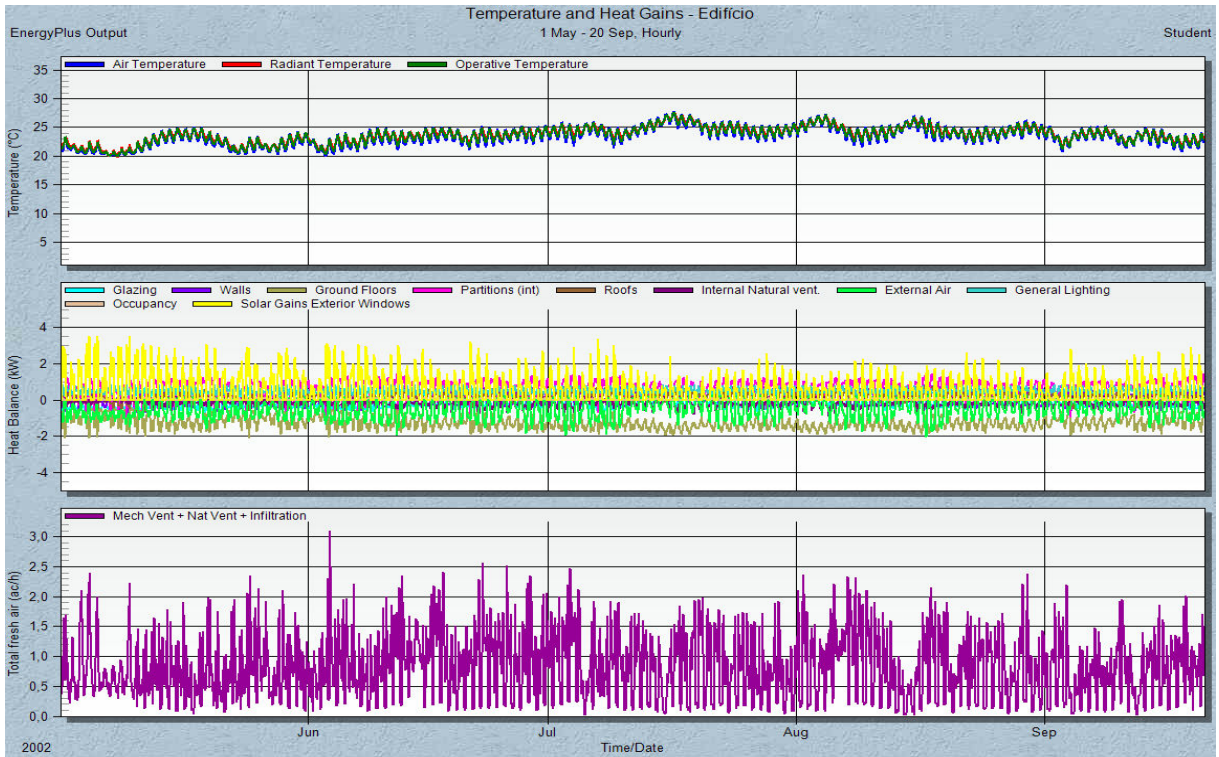 Temperature and Heat Gains - Edifício
EnergyPlus Output 1 May - 20 Sep, Hourly Student
Air Temperature Radiant Temperature Operative Temperature
35
30
25
20
15
10
5
Temperature (°C)
Glazing Walls Ground Floors Partitions (int) Roofs Internal Natural vent. External Air General Lighting
Occupancy Solar Gains Exterior Windows
4
2
0
-2
-4
Heat Balance (kW)
Mech Vent + Nat Vent + Infiltration
3,0
2,5
2,0
1,5
1,0
0,5
0,0
Total fresh air (ac/h)
Jun Jul Aug Sep
2002 Time/Date